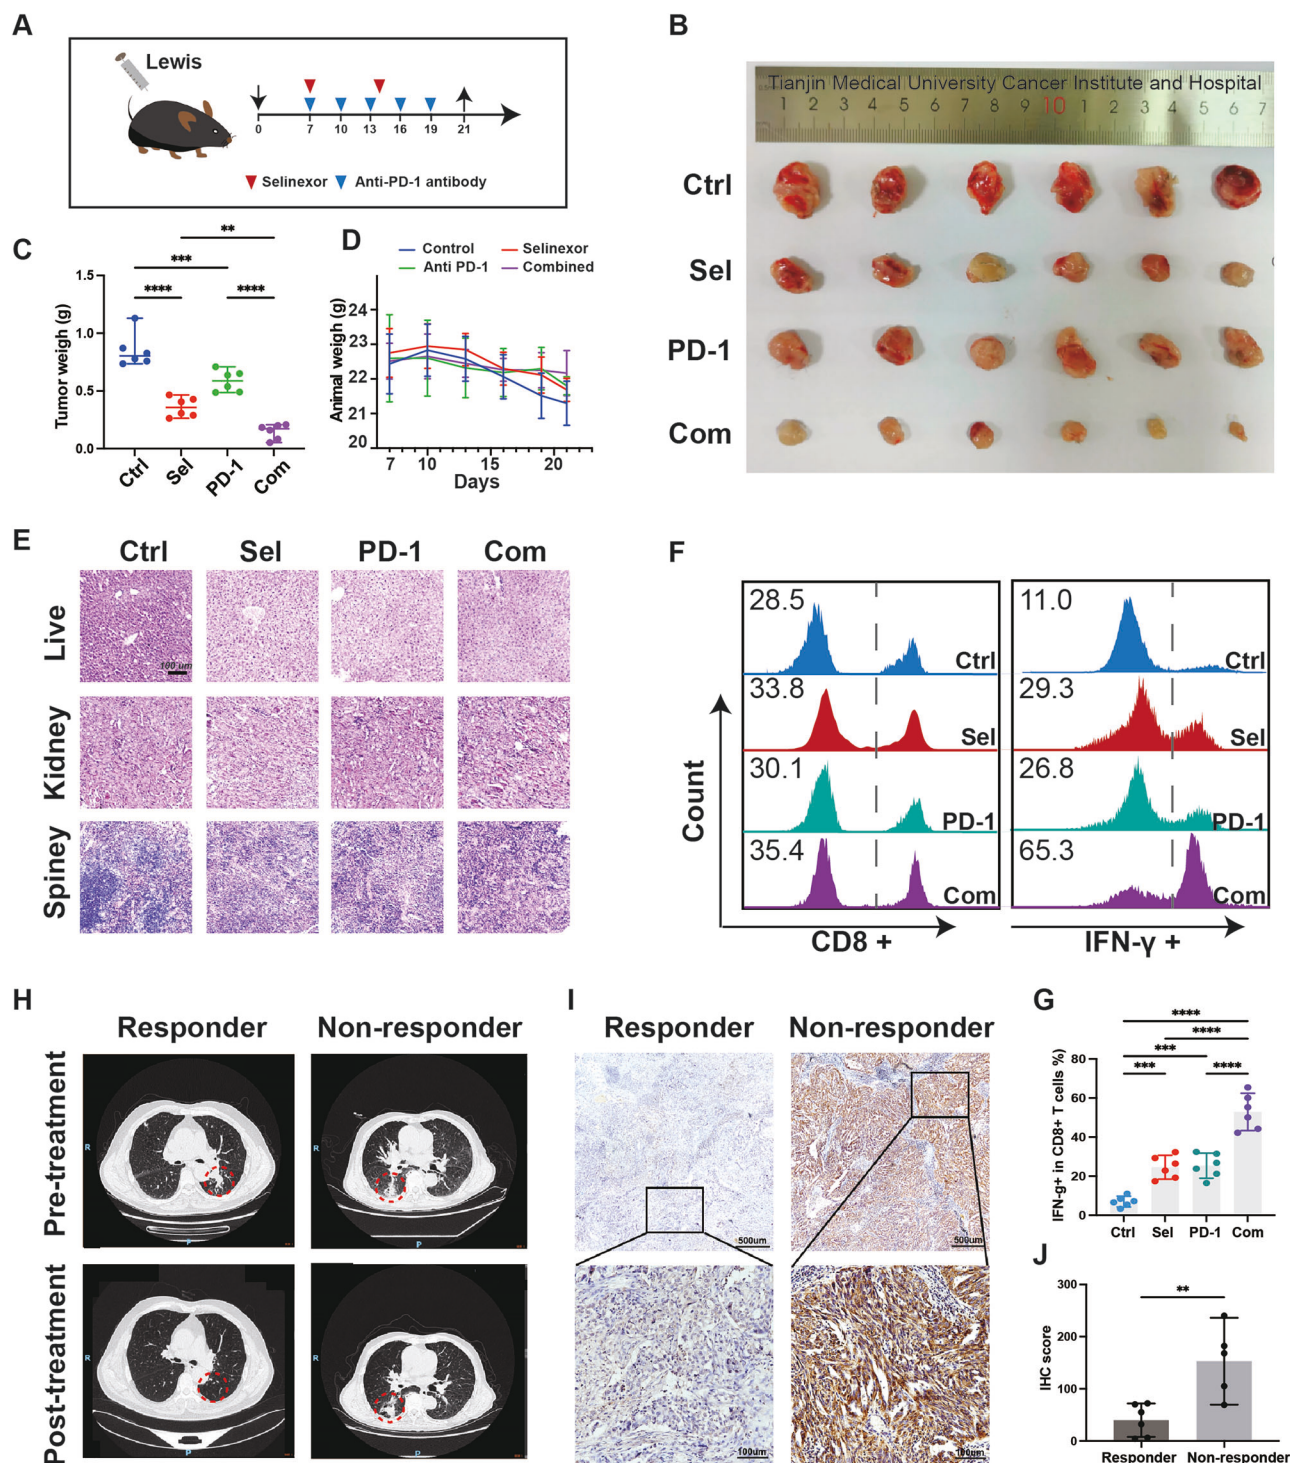 A
Lewis
0 7 10 13 16 19 21
Selinexor Anti-PD-1 antibody
B
Tianjin Medical University Cancer Institute and Hospital
1 2 3 4 5 6 7 8 9 10 1 2 3 4 5 6 7
Ctrl
Sel
PD-1
Com
C
**
***
**** ****
Tumor weigh (g)
1.5
1.0
0.5
0.0
Ctrl Sel PD-1 Com
D
Control Selinexor
Anti PD-1 Combined
Animal weigh (g)
24
23
22
21
20
7 10 15 20
Days
E
Ctrl Sel PD-1 Com
Live
100 um
Kidney
Spiney
F
28.5 Ctrl
33.8 Sel
30.1 PD-1
35.4 Com
11.0 Ctrl
29.3 Sel
26.8 PD-1
65.3 Com
Count
CD8 + IFN-γ +
H
Responder Non-responder
Pre-treatment
R R
P P
Post-treatment
R R
P P
I
Responder Non-responder
500um 500um
100um 100um
G
****
****
***
*** ****
IFN-g+ in CD8+ T cells %)
80
60
40
20
0
Ctrl Sel PD-1 Com
J
**
IHC score
300
200
100
0
Responder Non-responder